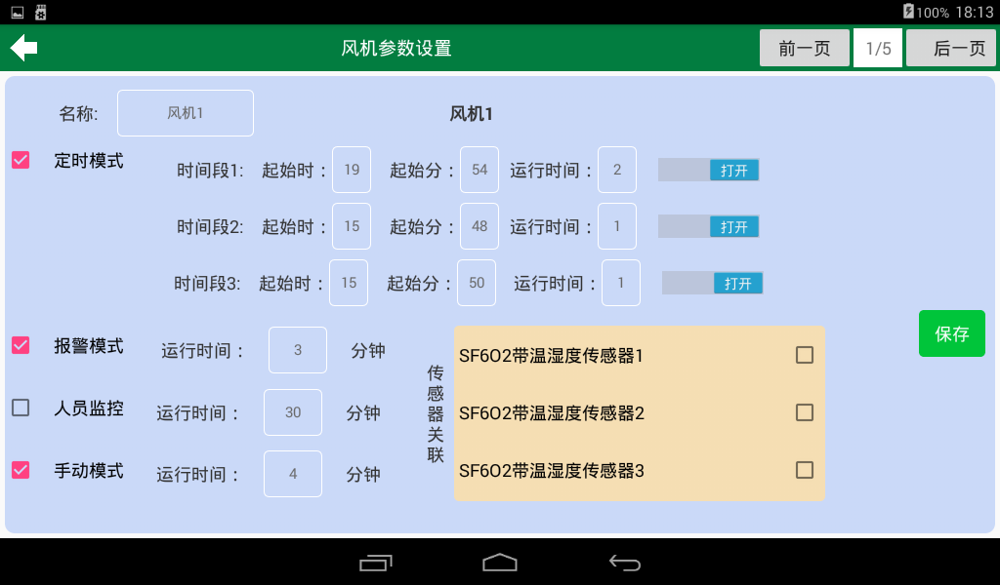 100% 18:13
风机参数设置 前一页 1/5 后一页
名称: 风机1 风机1
定时模式 时间段1: 起始时： 19 起始分： 54 运行时间： 2 打开
时间段2: 起始时： 15 起始分： 48 运行时间： 1 打开
时间段3: 起始时： 15 起始分： 50 运行时间： 1 打开
保存
报警模式 运行时间： 3 分钟
人员监控 运行时间： 30 分钟
手动模式 运行时间： 4 分钟
传感器关联
SF6O2带温湿度传感器1
SF6O2带温湿度传感器2
SF6O2带温湿度传感器3